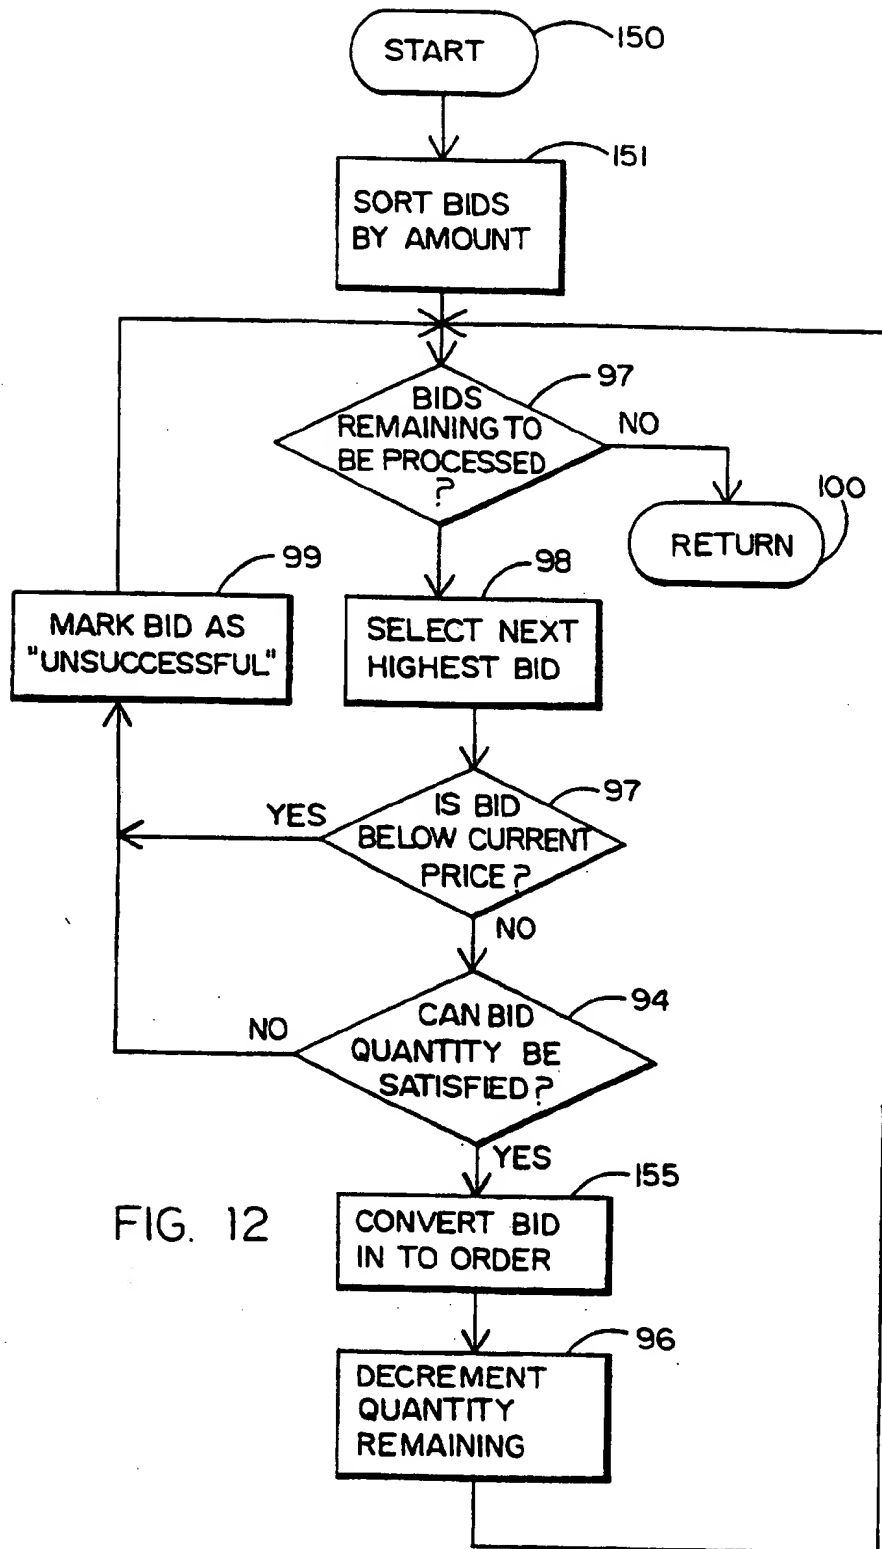 START
150
151
SORT BIDS
BY AMOUNT
97
BIDS
REMAINING TO
BE PROCESSED
?
NO
100
RETURN
99
MARK BID AS
"UNSUCCESSFUL"
98
SELECT NEXT
HIGHEST BID
97
IS BID
BELOW CURRENT
PRICE?
YES
NO
94
CAN BID
QUANTITY BE
SATISFIED?
NO
YES
155
CONVERT BID
IN TO ORDER
FIG. 12
96
DECREMENT
QUANTITY
REMAINING